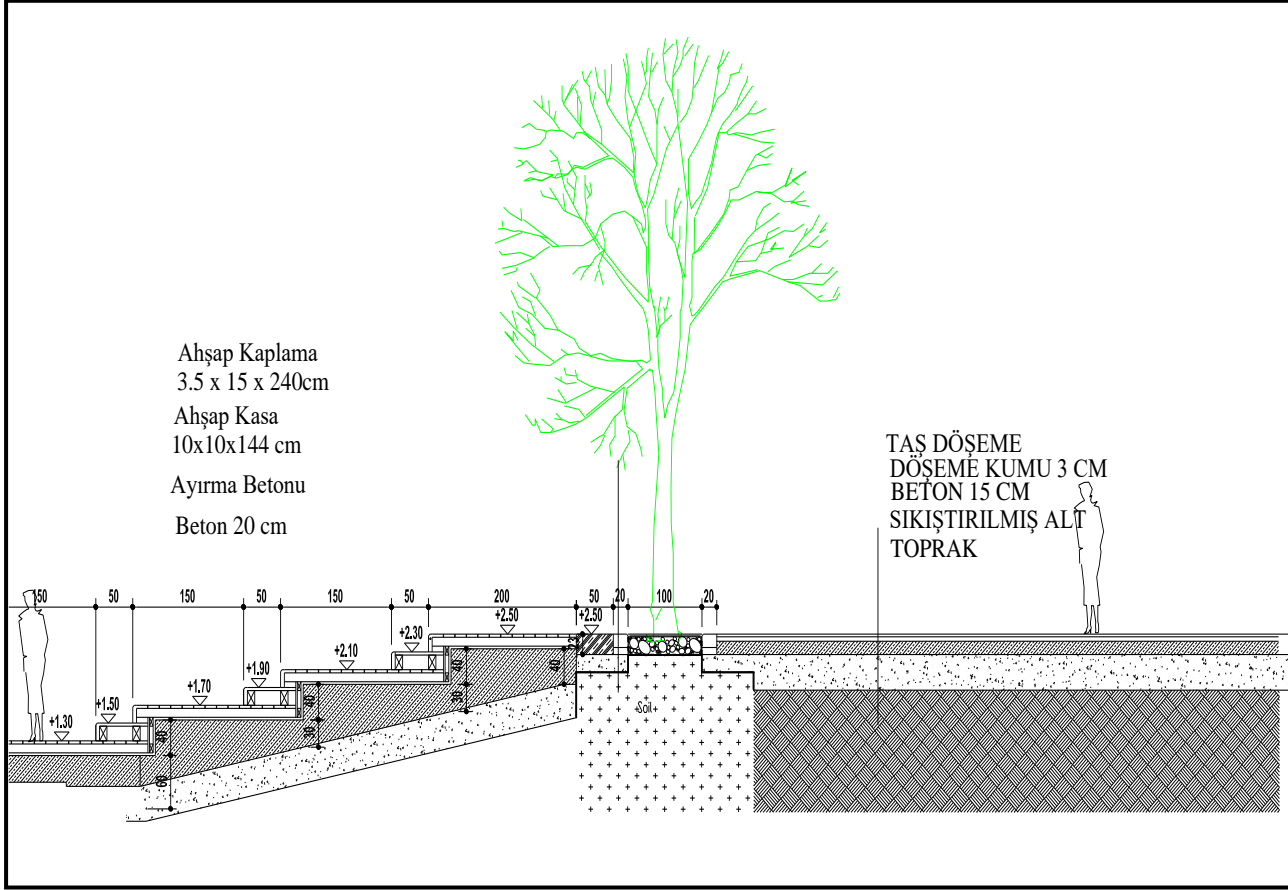 Ahşap Kaplama
3.5 x 15 x 240cm
Ahşap Kasa
10x10x144 cm
Ayırma Betonu
Beton 20 cm
TAŞ DÖŞEME
DÖŞEME KUMU 3 CM
BETON 15 CM
SIKIŞTIRILMIŞ ALT
TOPRAK
150 50 150 50 150 50 200 50 20 100 20
+2.50 +2.50
+2.30
+2.10
+1.90
+1.70
+1.50
+1.30
40 40
30
40
30
40
60
Soil